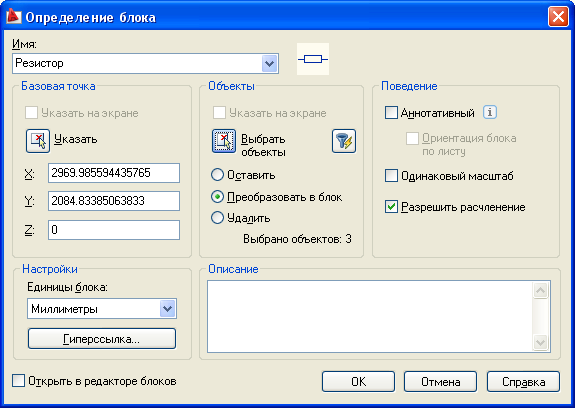 Определение блока
Имя:
Резистор
Базовая точка
Указать на экране
Указать
X: 2969.985594435765
Y: 2084.83385063833
Z: 0
Объекты
Указать на экране
Выбрать
объекты
Оставить
Преобразовать в блок
Удалить
Выбрано объектов: 3
Поведение
Аннотативный
Ориентация блока
по листу
Одинаковый масштаб
Разрешить расчленение
Настройки
Единицы блока:
Миллиметры
Гиперссылка...
Описание
Открыть в редакторе блоков
OK
Отмена
Справка